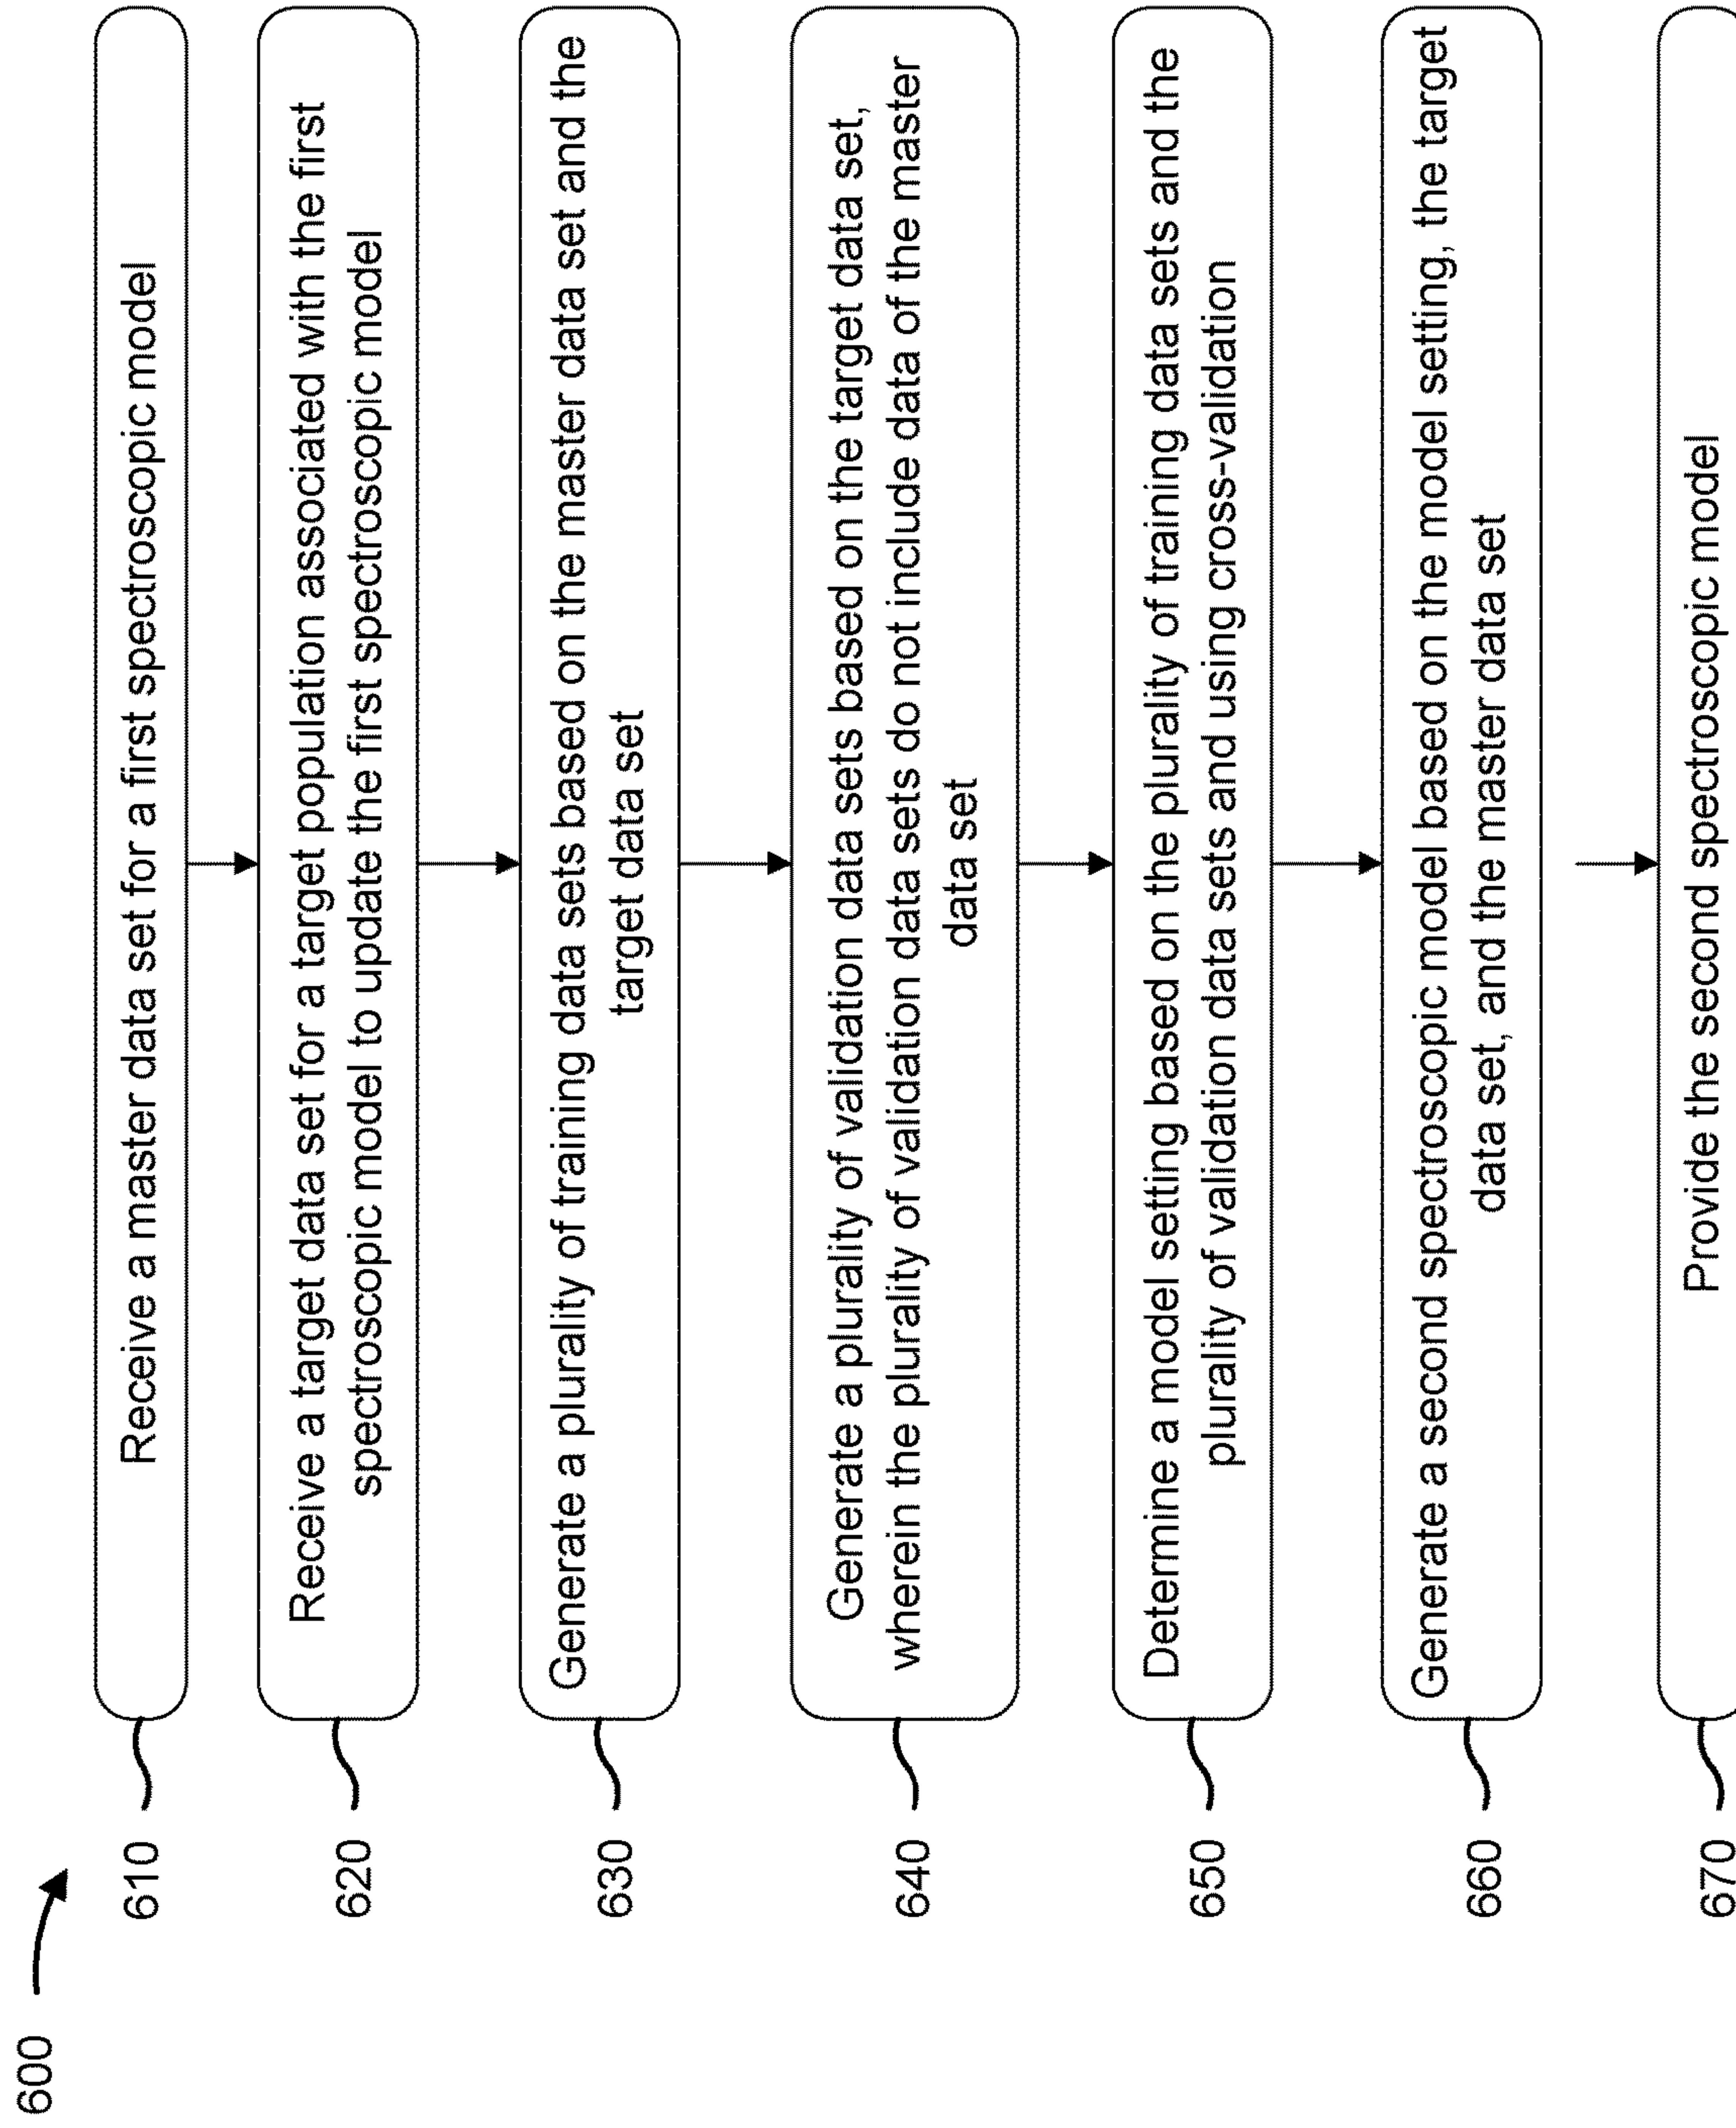 600
610
Receive a master data set for a first spectroscopic model
620
Receive a target data set for a target population associated with the first
spectroscopic model to update the first spectroscopic model
630
Generate a plurality of training data sets based on the master data set and the
target data set
640
Generate a plurality of validation data sets based on the target data set,
wherein the plurality of validation data sets do not include data of the master
data set
650
Determine a model setting based on the plurality of training data sets and the
plurality of validation data sets and using cross-validation
660
Generate a second spectroscopic model based on the model setting, the target
data set, and the master data set
670
Provide the second spectroscopic model